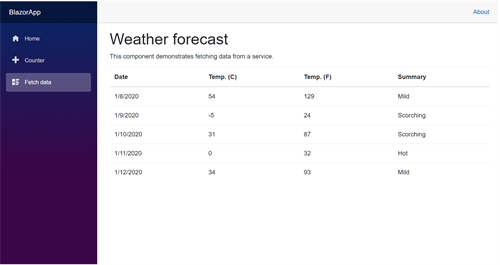 BlazorApp
About
Home
Counter
Fetch data
Weather forecast
This component demonstrates fetching data from a service.
Date Temp. (C) Temp. (F) Summary
1/8/2020 54 129 Mild
1/9/2020 -5 24 Scorching
1/10/2020 31 87 Scorching
1/11/2020 0 32 Hot
1/12/2020 34 93 Mild